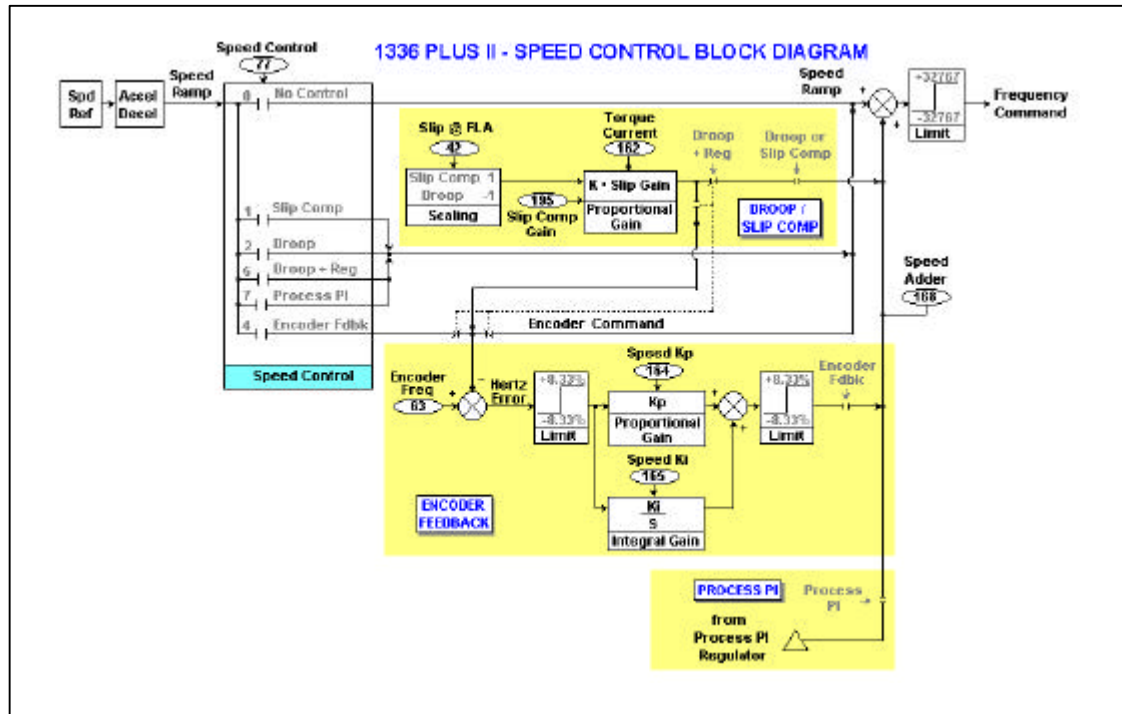 1336 PLUS II - SPEED CONTROL BLOCK DIAGRAM
Speed Control
77
Spd
Ref
Accel
Decel
Speed
Ramp
0 No Control
1 Slip Comp
2 Droop
6 Droop + Reg
7 Process PI
4 Encoder Fdbk
Speed Control
Speed
Ramp
+
+
+32767
-32767
Limit
Frequency
Command
Slip @ FLA
42
Slip Comp 1
Droop -1
Scaling
Torque
Current
162
195
Slip Comp
Gain
K * Slip Gain
Proportional
Gain
Droop
+ Reg
Droop or
Slip Comp
DROOP /
SLIP COMP
Speed
Adder
166
Encoder Command
Encoder
Freq
63
+
-
Hertz
Error
+8.33%
-8.33%
Limit
Speed Kp
164
Kp
Proportional
Gain
Speed Ki
165
Ki
S
Integral Gain
+
+
+8.33%
-8.33%
Limit
Encoder
Fdbk
ENCODER
FEEDBACK
PROCESS PI
Process
PI
from
Process PI
Regulator